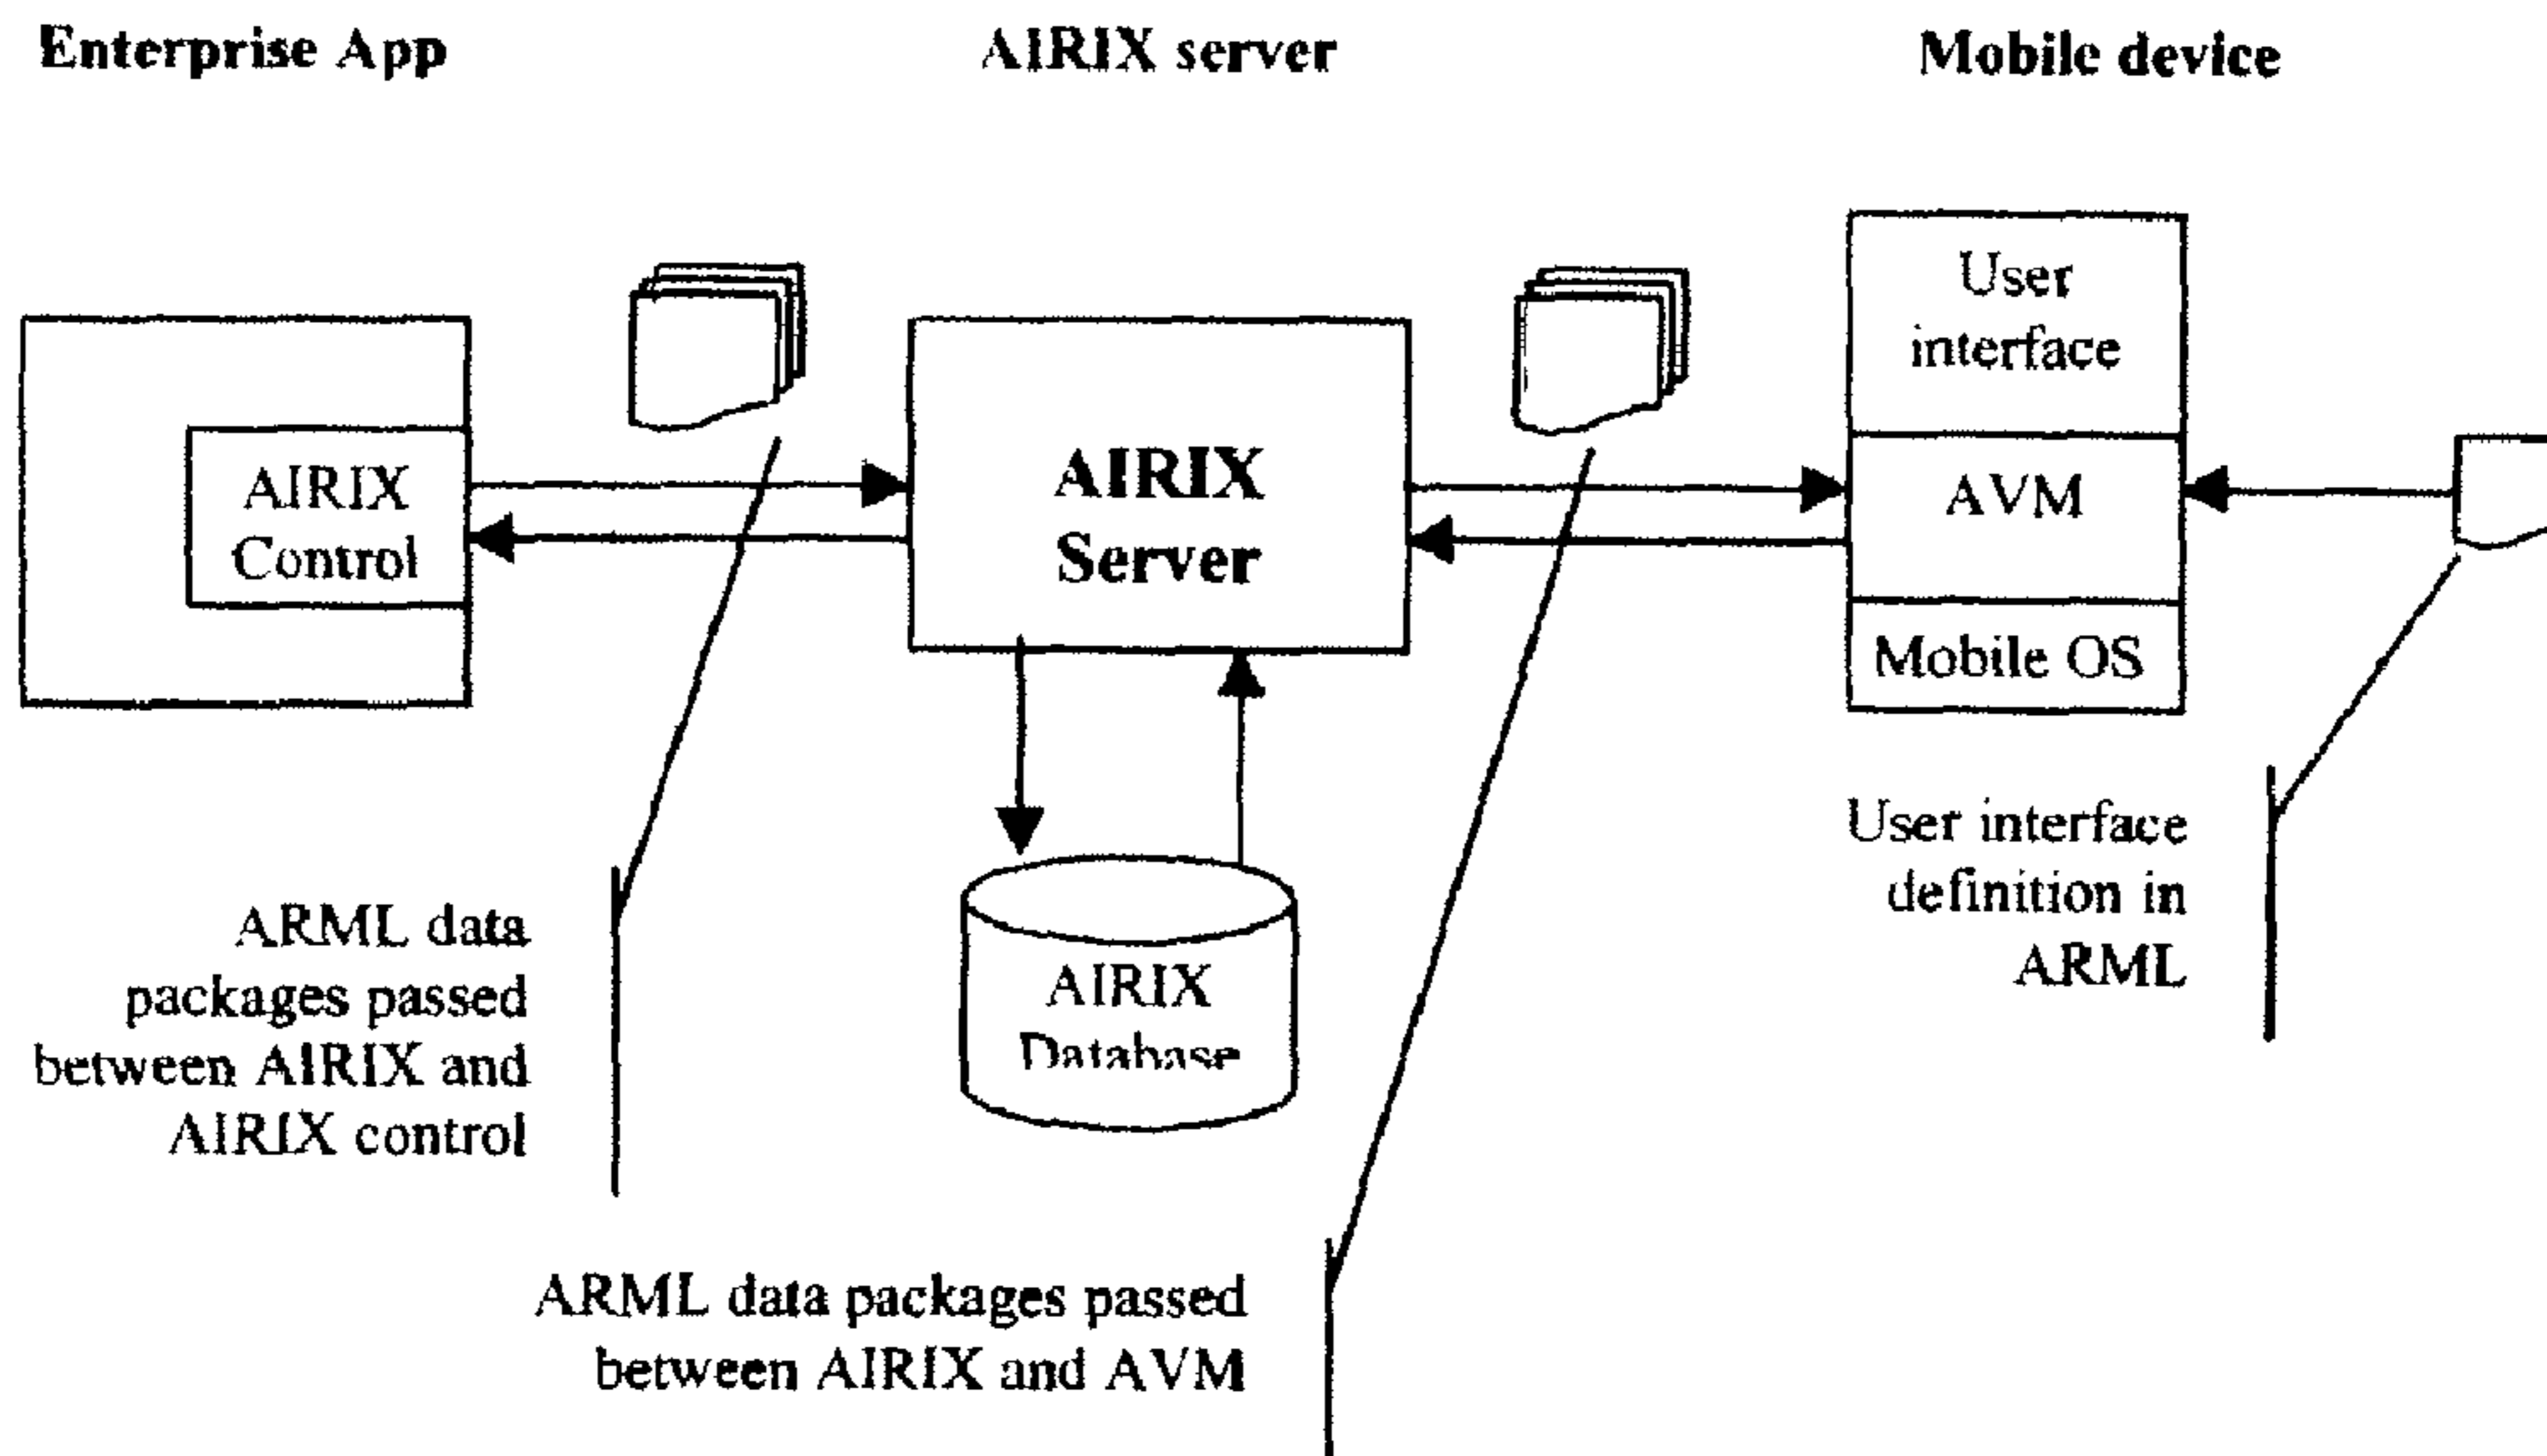 Enterprise App
AIRIX server
Mobile device
User
interface
AIRIX
Control
AIRIX
Server
AVM
Mobile OS
User interface
definition in
ARML
ARML data
packages passed
between AIRIX and
AIRIX control
AIRIX
Database
ARML data packages passed
between AIRIX and AVM